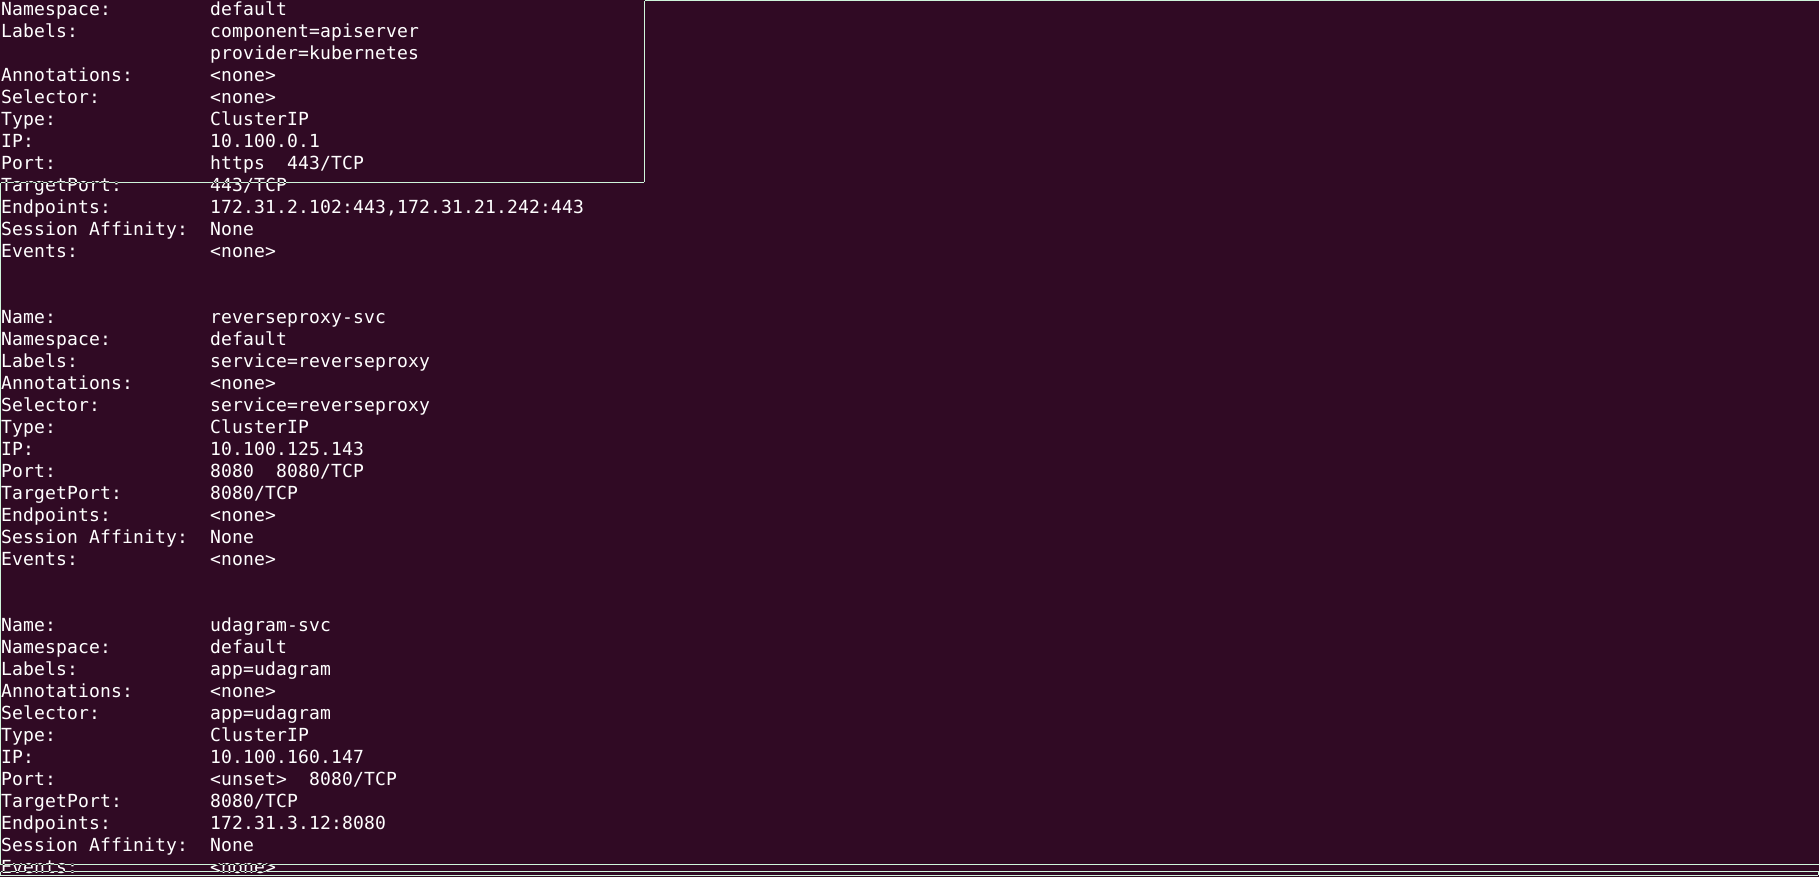 Namespace:         default
Labels:            component=apiserver
                   provider=kubernetes
Annotations:       <none>
Selector:          <none>
Type:              ClusterIP
IP:                10.100.0.1
Port:              https  443/TCP
TargetPort:        443/TCP
Endpoints:         172.31.2.102:443,172.31.21.242:443
Session Affinity:  None
Events:            <none>

Name:              reverseproxy-svc
Namespace:         default
Labels:            service=reverseproxy
Annotations:       <none>
Selector:          service=reverseproxy
Type:              ClusterIP
IP:                10.100.125.143
Port:              8080  8080/TCP
TargetPort:        8080/TCP
Endpoints:         <none>
Session Affinity:  None
Events:            <none>

Name:              udagram-svc
Namespace:         default
Labels:            app=udagram
Annotations:       <none>
Selector:          app=udagram
Type:              ClusterIP
IP:                10.100.160.147
Port:              <unset>  8080/TCP
TargetPort:        8080/TCP
Endpoints:         172.31.3.12:8080
Session Affinity:  None
Events:            <none>